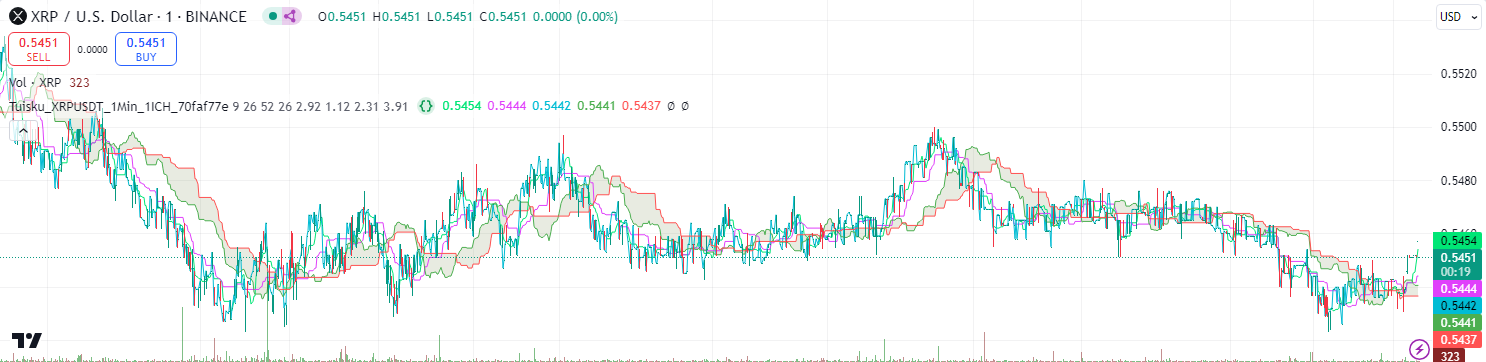 XRP / U.S. Dollar · 1 · BINANCE O0.5451 H0.5451 L0.5451 C0.5451 0.0000 (0.00%)
USD
0.5451 SELL
0.0000
0.5451 BUY
Vol · XRP 323
Tuisku_XRPUSDT_1Min_1ICH_70faf77e 9 26 52 26 2.92 1.12 2.31 3.91 {} 0.5454 0.5444 0.5442 0.5441 0.5437 Ø Ø
0.5520
0.5500
0.5480
0.5454
0.5451
00:19
0.5444
0.5442
0.5441
0.5437
323